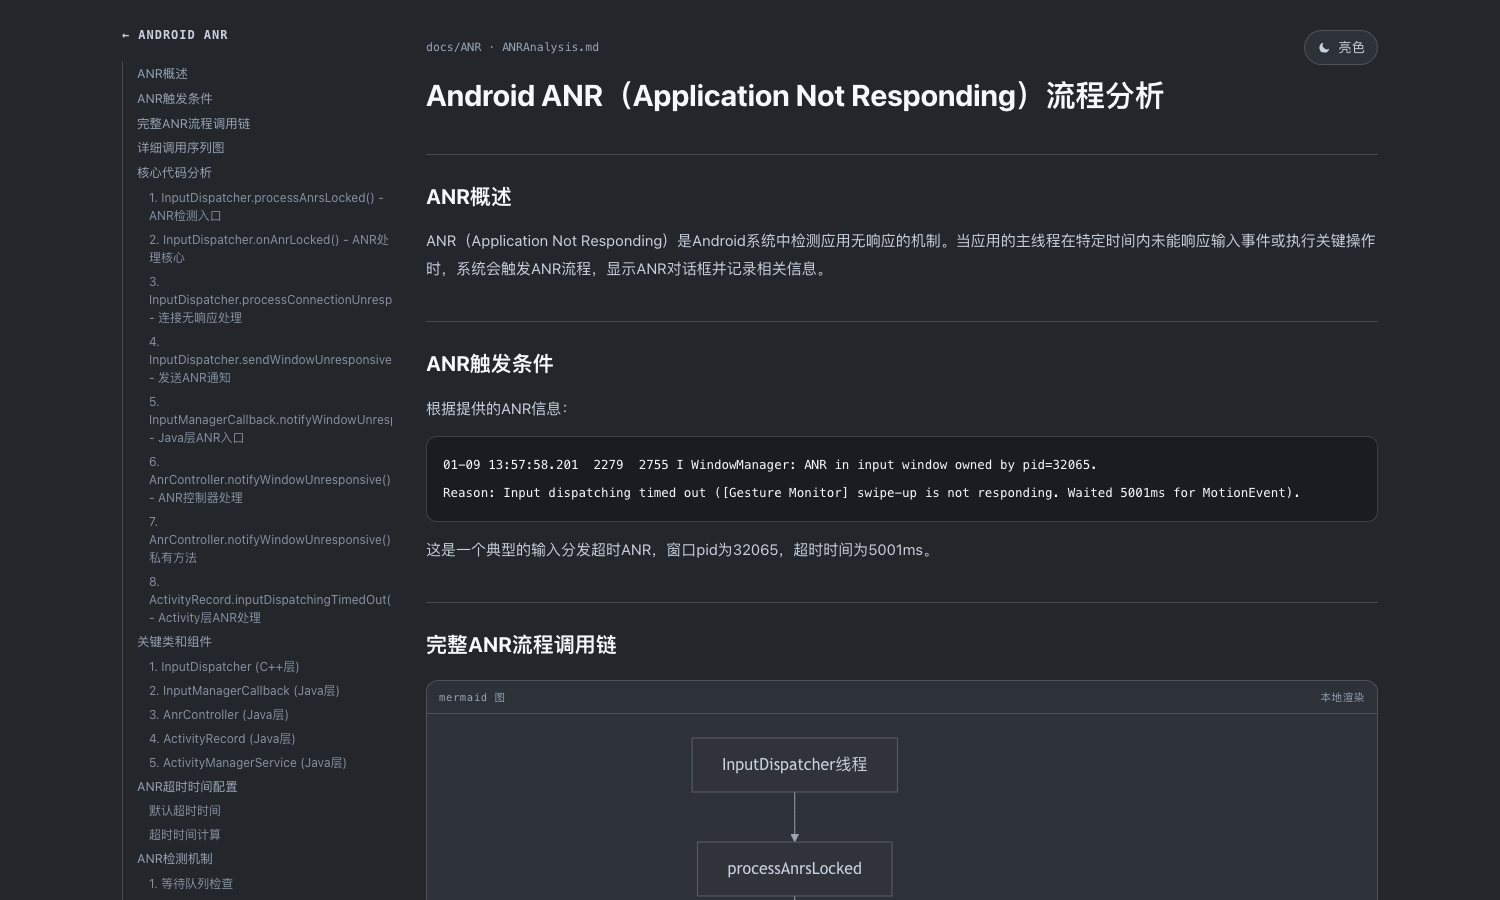 ← ANDROID ANR
ANR概述
ANR触发条件
完整ANR流程调用链
详细调用序列图
核心代码分析
1. InputDispatcher.processAnrsLocked() -
ANR检测入口
2. InputDispatcher.onAnrLocked() - ANR处
理核心
3.
InputDispatcher.processConnectionUnresp
- 连接无响应处理
4.
InputDispatcher.sendWindowUnresponsive
- 发送ANR通知
5.
InputManagerCallback.notifyWindowUnres
- Java层ANR入口
6.
AnrController.notifyWindowUnresponsive()
- ANR控制器处理
7.
AnrController.notifyWindowUnresponsive()
私有方法
8.
ActivityRecord.inputDispatchingTimedOut(
- Activity层ANR处理
关键类和组件
1. InputDispatcher (C++层)
2. InputManagerCallback (Java层)
3. AnrController (Java层)
4. ActivityRecord (Java层)
5. ActivityManagerService (Java层)
ANR超时时间配置
默认超时时间
超时时间计算
ANR检测机制
1. 等待队列检查
docs/ANR · ANRAnalysis.md
亮色
Android ANR（Application Not Responding）流程分析
ANR概述
ANR（Application Not Responding）是Android系统中检测应用无响应的机制。当应用的主线程在特定时间内未能响应输入事件或执行关键操作
时，系统会触发ANR流程，显示ANR对话框并记录相关信息。
ANR触发条件
根据提供的ANR信息：
01-09 13:57:58.201  2279  2755 I WindowManager: ANR in input window owned by pid=32065.
Reason: Input dispatching timed out ([Gesture Monitor] swipe-up is not responding. Waited 5001ms for MotionEvent).
这是一个典型的输入分发超时ANR，窗口pid为32065，超时时间为5001ms。
完整ANR流程调用链
mermaid 图
本地渲染
InputDispatcher线程
processAnrsLocked